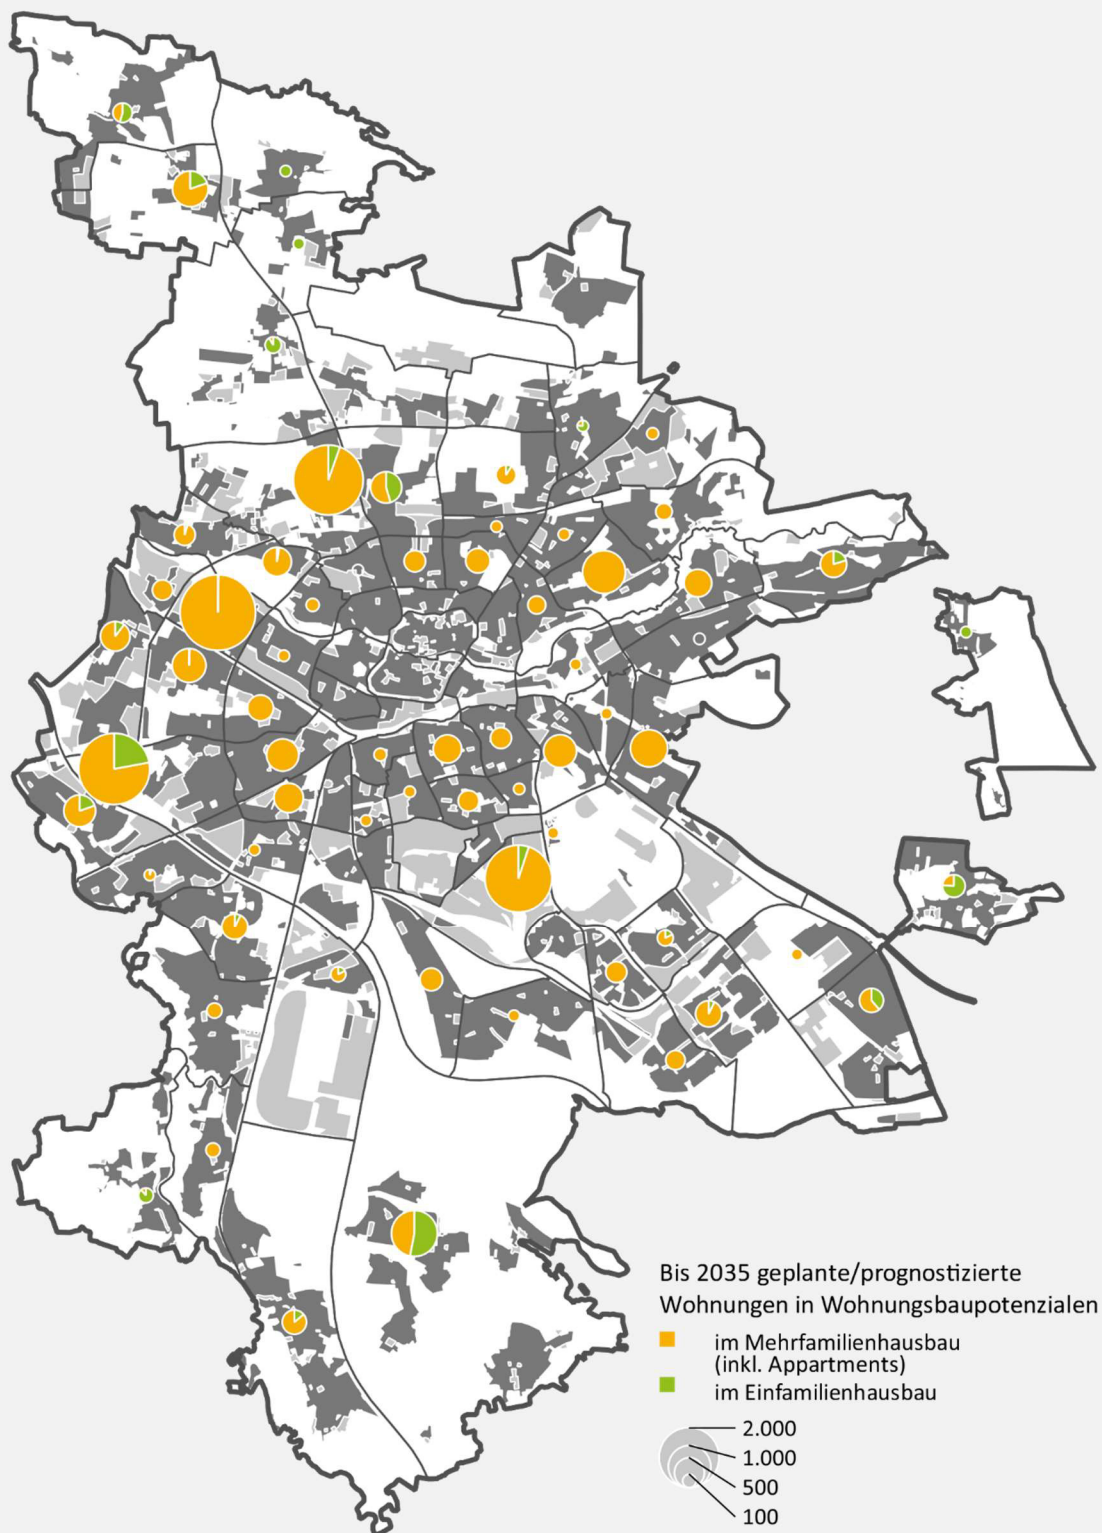 Bis 2035 geplante/prognostizierte
Wohnungen in Wohnungsbaupotenzialen
im Mehrfamilienhausbau
(inkl. Appartments)
im Einfamilienhausbau
2.000
1.000
500
100